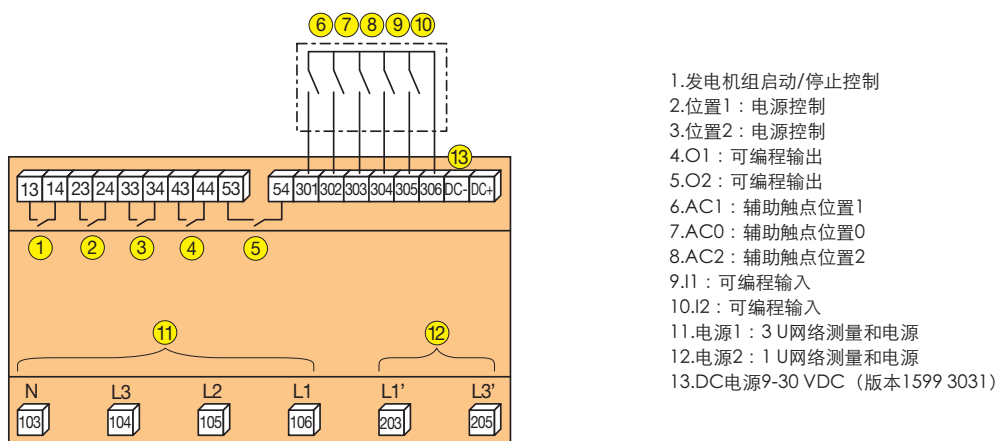 6 7 8 9 10
13
13 14 23 24 33 34 43 44 53 54 301 302 303 304 305 306 DC- DC+
1 2 3 4 5
11 12
N L3 L2 L1 L1' L3'
103 104 105 106 203 205
1.发电机组启动/停止控制
2.位置1：电源控制
3.位置2：电源控制
4.O1：可编程输出
5.O2：可编程输出
6.AC1：辅助触点位置1
7.AC0：辅助触点位置0
8.AC2：辅助触点位置2
9.I1：可编程输入
10.I2：可编程输入
11.电源1：3 U网络测量和电源
12.电源2：1 U网络测量和电源
13.DC电源9-30 VDC（版本1599 3031）